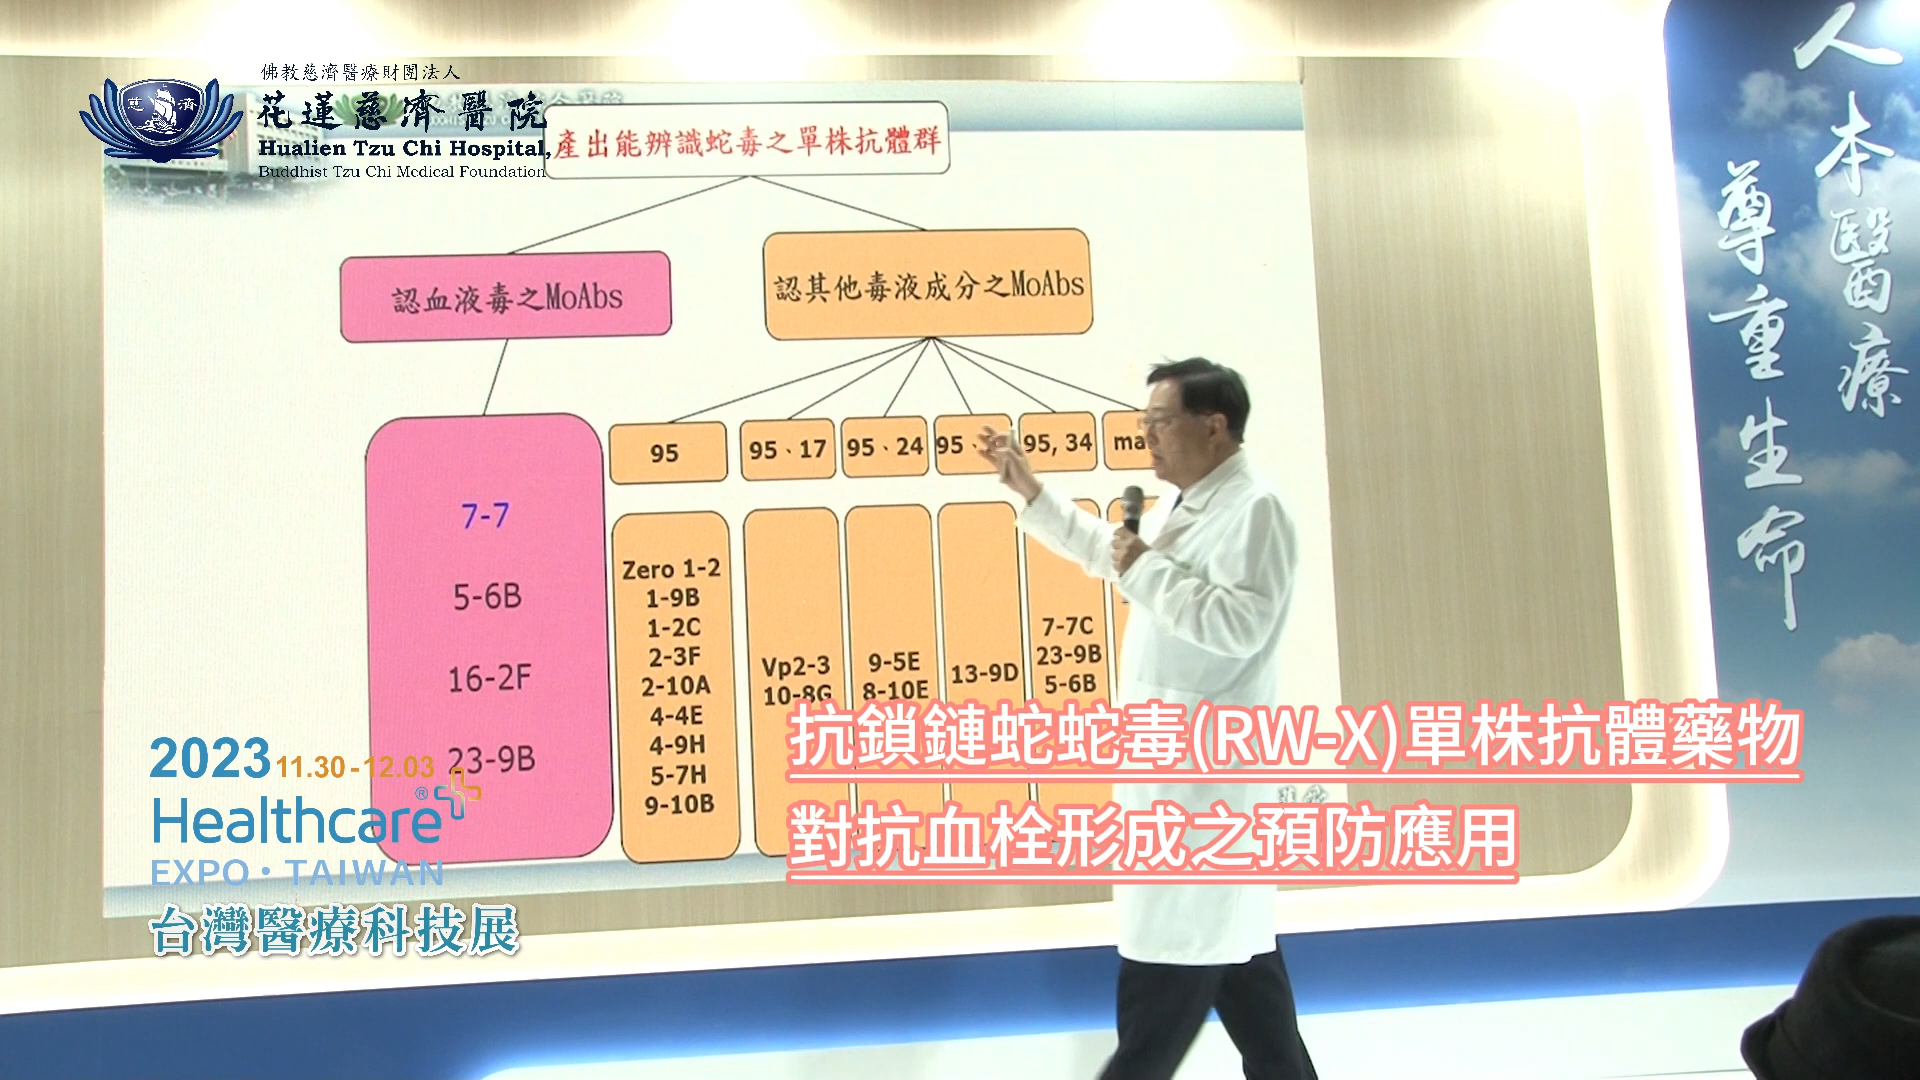 佛教慈濟醫療財團法人
花蓮慈濟醫院
Hualien Tzu Chi Hospital,
Buddhist Tzu Chi Medical Foundation
產出能辨識蛇毒之單株抗體群
認血液毒之MoAbs
認其他毒液成分之MoAbs
95
95、17
95、24
95、
95, 34
7-7
5-6B
16-2F
23-9B
Zero 1-2
1-9B
1-2C
2-3F
2-10A
4-4E
4-9H
5-7H
9-10B
Vp2-3
10-8G
9-5E
8-10E
13-9D
7-7C
23-9B
5-6B
人本醫療
尊重生命
抗鎖鏈蛇蛇毒(RW-X)單株抗體藥物
對抗血栓形成之預防應用
2023 11.30-12.03
Healthcare®
EXPO・TAIWAN
台灣醫療科技展